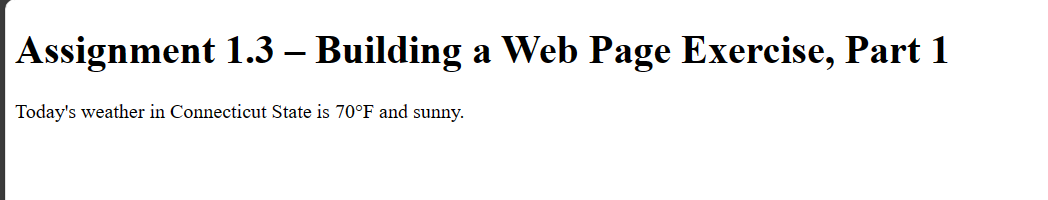 Assignment 1.3 – Building a Web Page Exercise, Part 1
Today's weather in Connecticut State is 70°F and sunny.